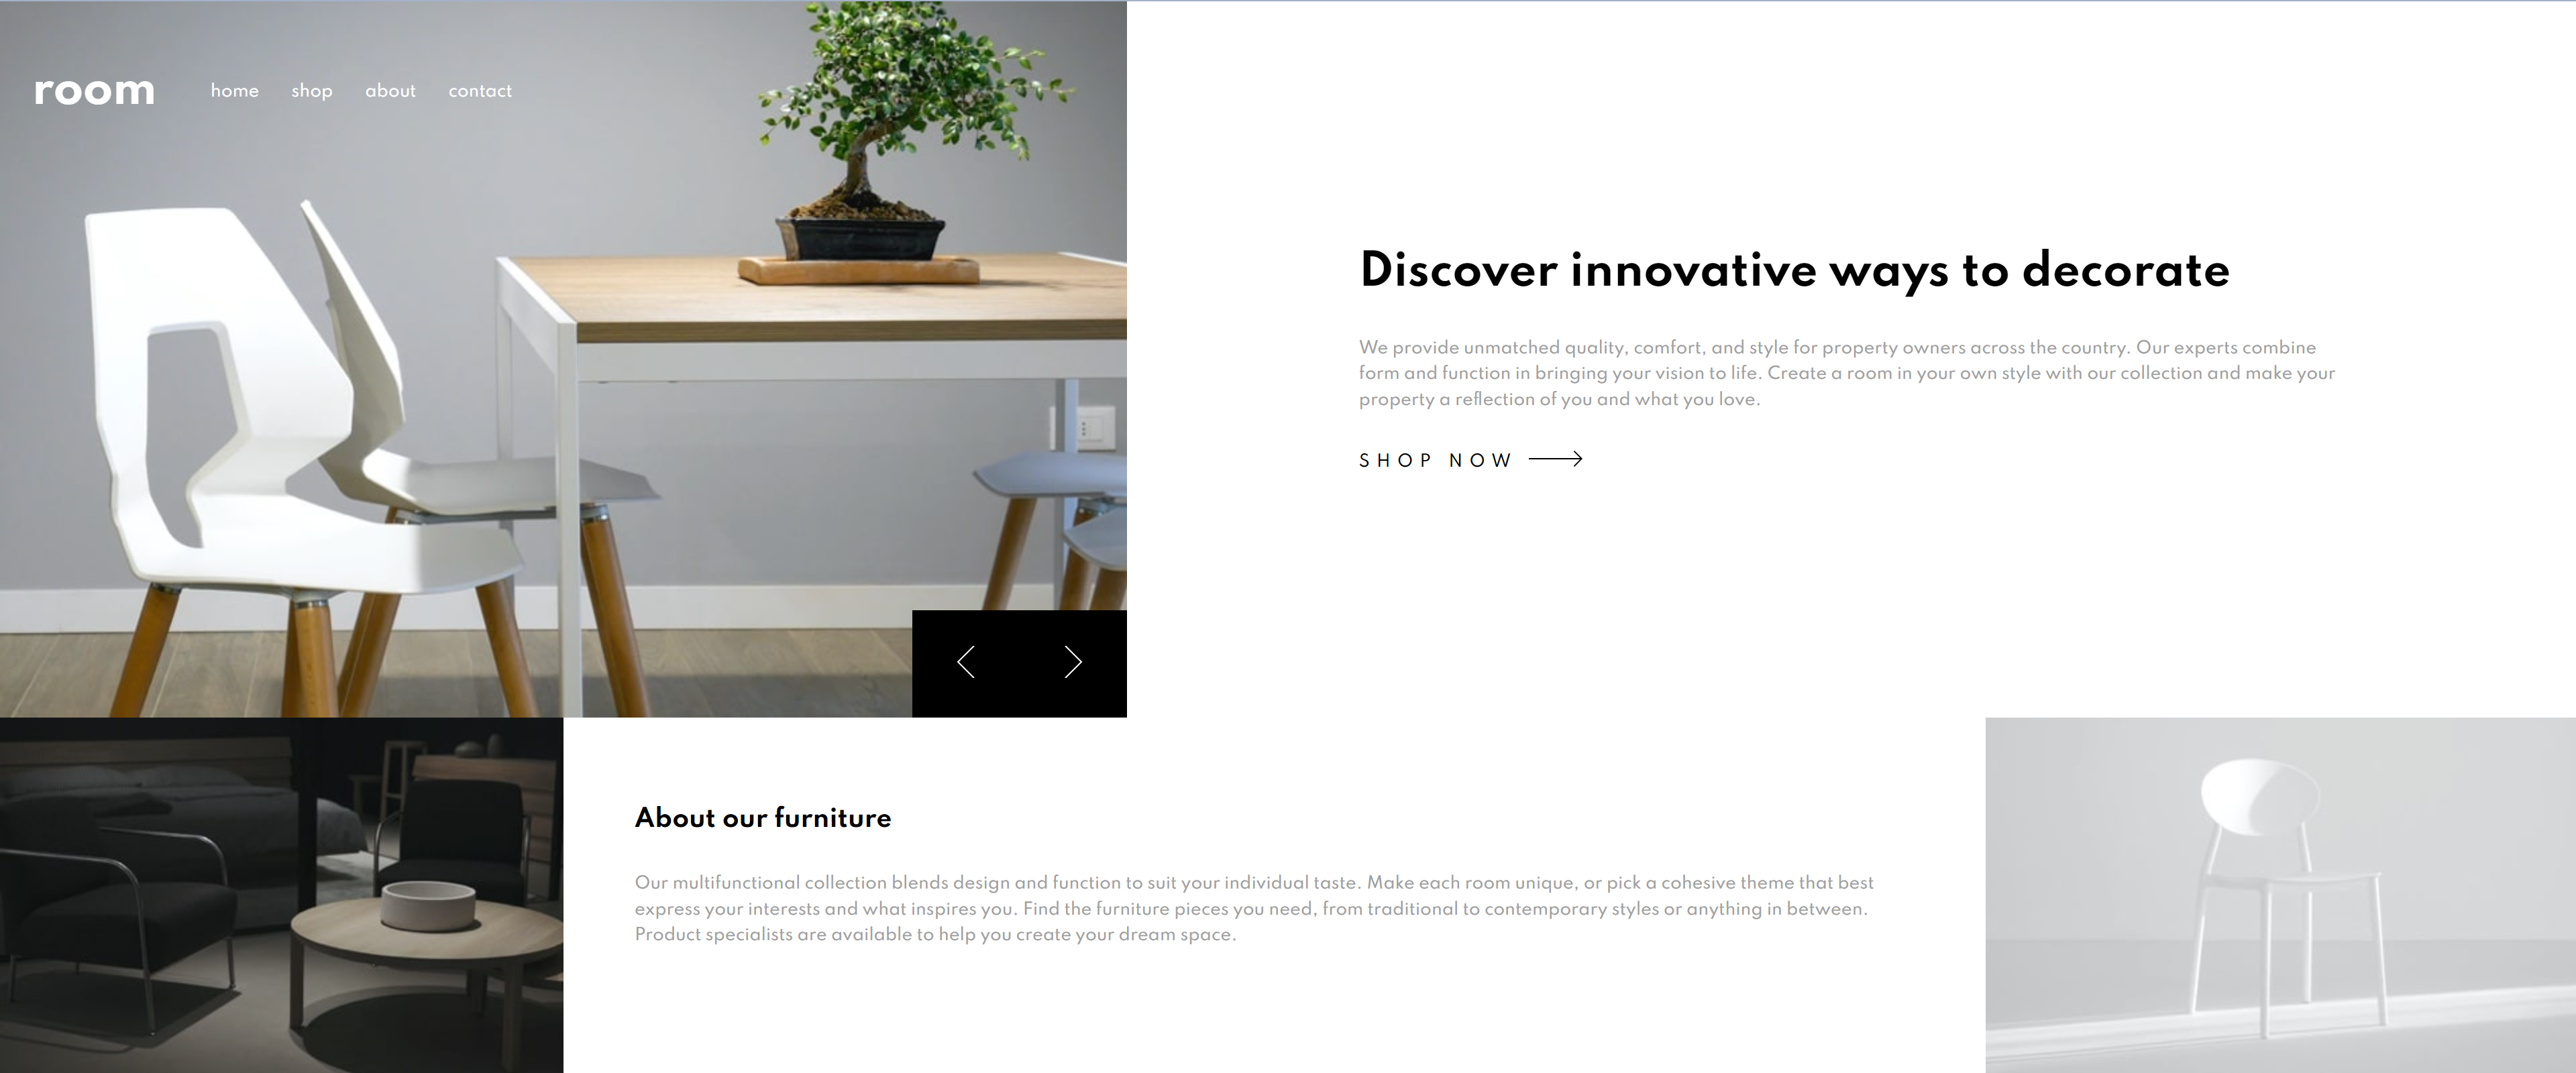 room
home shop about contact
Discover innovative ways to decorate
We provide unmatched quality, comfort, and style for property owners across the country. Our experts combine
form and function in bringing your vision to life. Create a room in your own style with our collection and make your
property a reflection of you and what you love.
SHOP NOW
About our furniture
Our multifunctional collection blends design and function to suit your individual taste. Make each room unique, or pick a cohesive theme that best
express your interests and what inspires you. Find the furniture pieces you need, from traditional to contemporary styles or anything in between.
Product specialists are available to help you create your dream space.